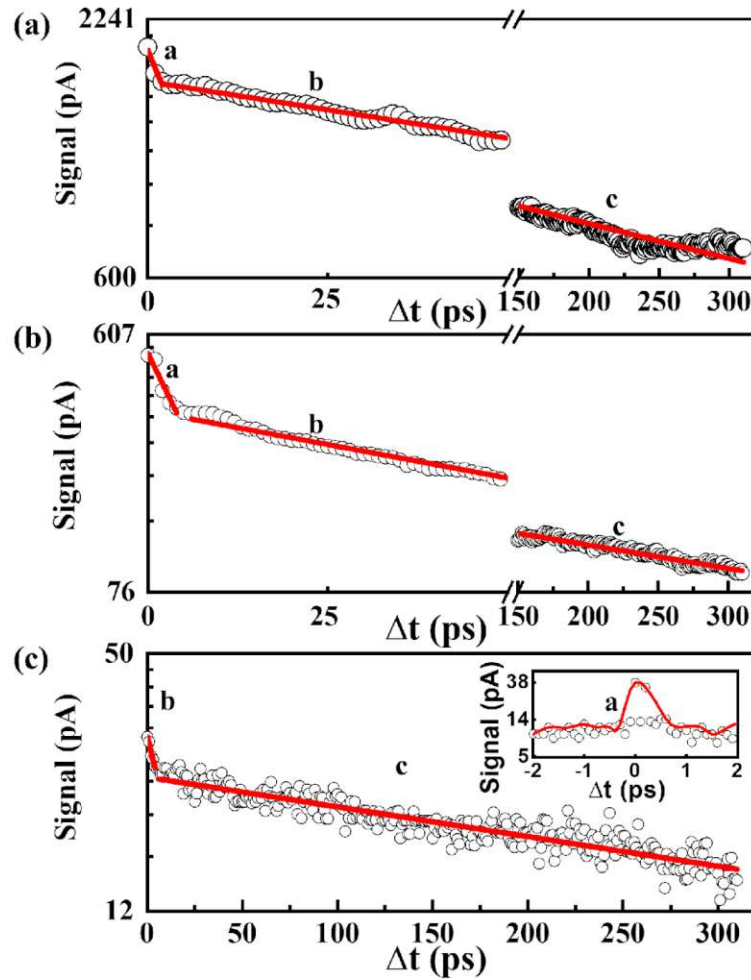 (a)
2241
a
b
c
Signal (pA)
600
0 25 150 200 250 300
Δt (ps)
(b)
607
a
b
c
Signal (pA)
76
0 25 150 200 250 300
Δt (ps)
(c)
50
b
c
Signal (pA)
12
0 50 100 150 200 250 300
Δt (ps)
38
a
14
5
Signal (pA)
-2 -1 0 1 2
Δt (ps)